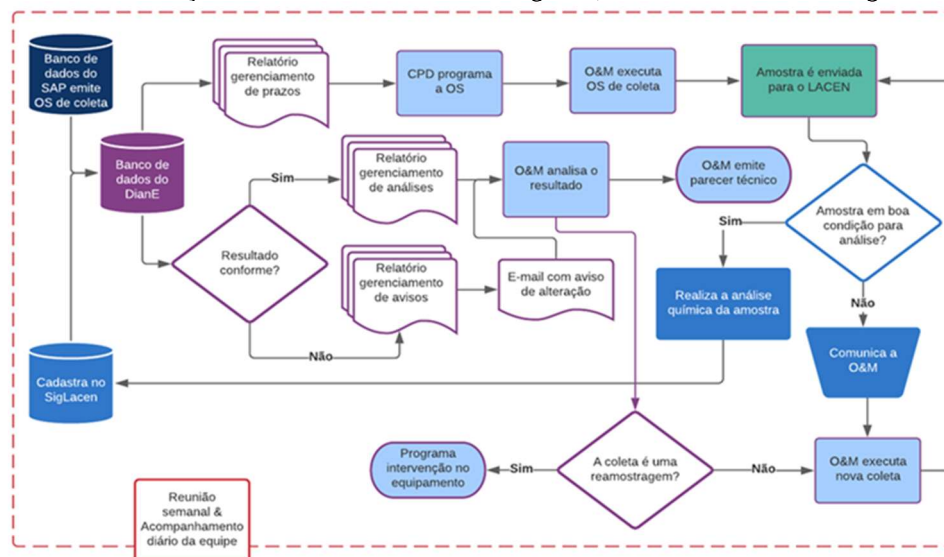 Banco de
dados do
SAP emite
OS de coleta
Relatório
gerenciamento
de prazos
CPD programa
a OS
O&M executa
OS de coleta
Amostra é enviada
para o LACEN
Banco de
dados do
DianE
Sim
Relatório
gerenciamento
de análises
O&M analisa o
resultado
O&M emite
parecer técnico
Resultado
conforme?
Relatório
gerenciamento
de avisos
E-mail com aviso
de alteração
Sim
Amostra em boa
condição para
análise?
Realiza a análise
química da amostra
Não
Não
Cadastra no
SigLacen
Comunica a
O&M
Programa
intervenção no
equipamento
Sim
A coleta é uma
reamostragem?
Não
O&M executa
nova coleta
Reunião
semanal &
Acompanhamento
diário da equipe